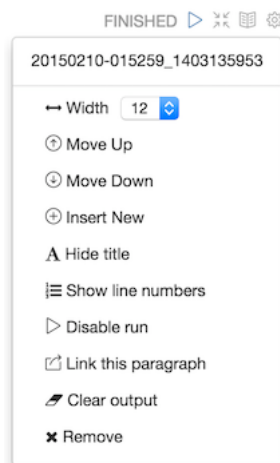 FINISHED
20150210-015259_1403135953
Width 12
Move Up
Move Down
Insert New
A Hide title
Show line numbers
Disable run
Link this paragraph
Clear output
Remove